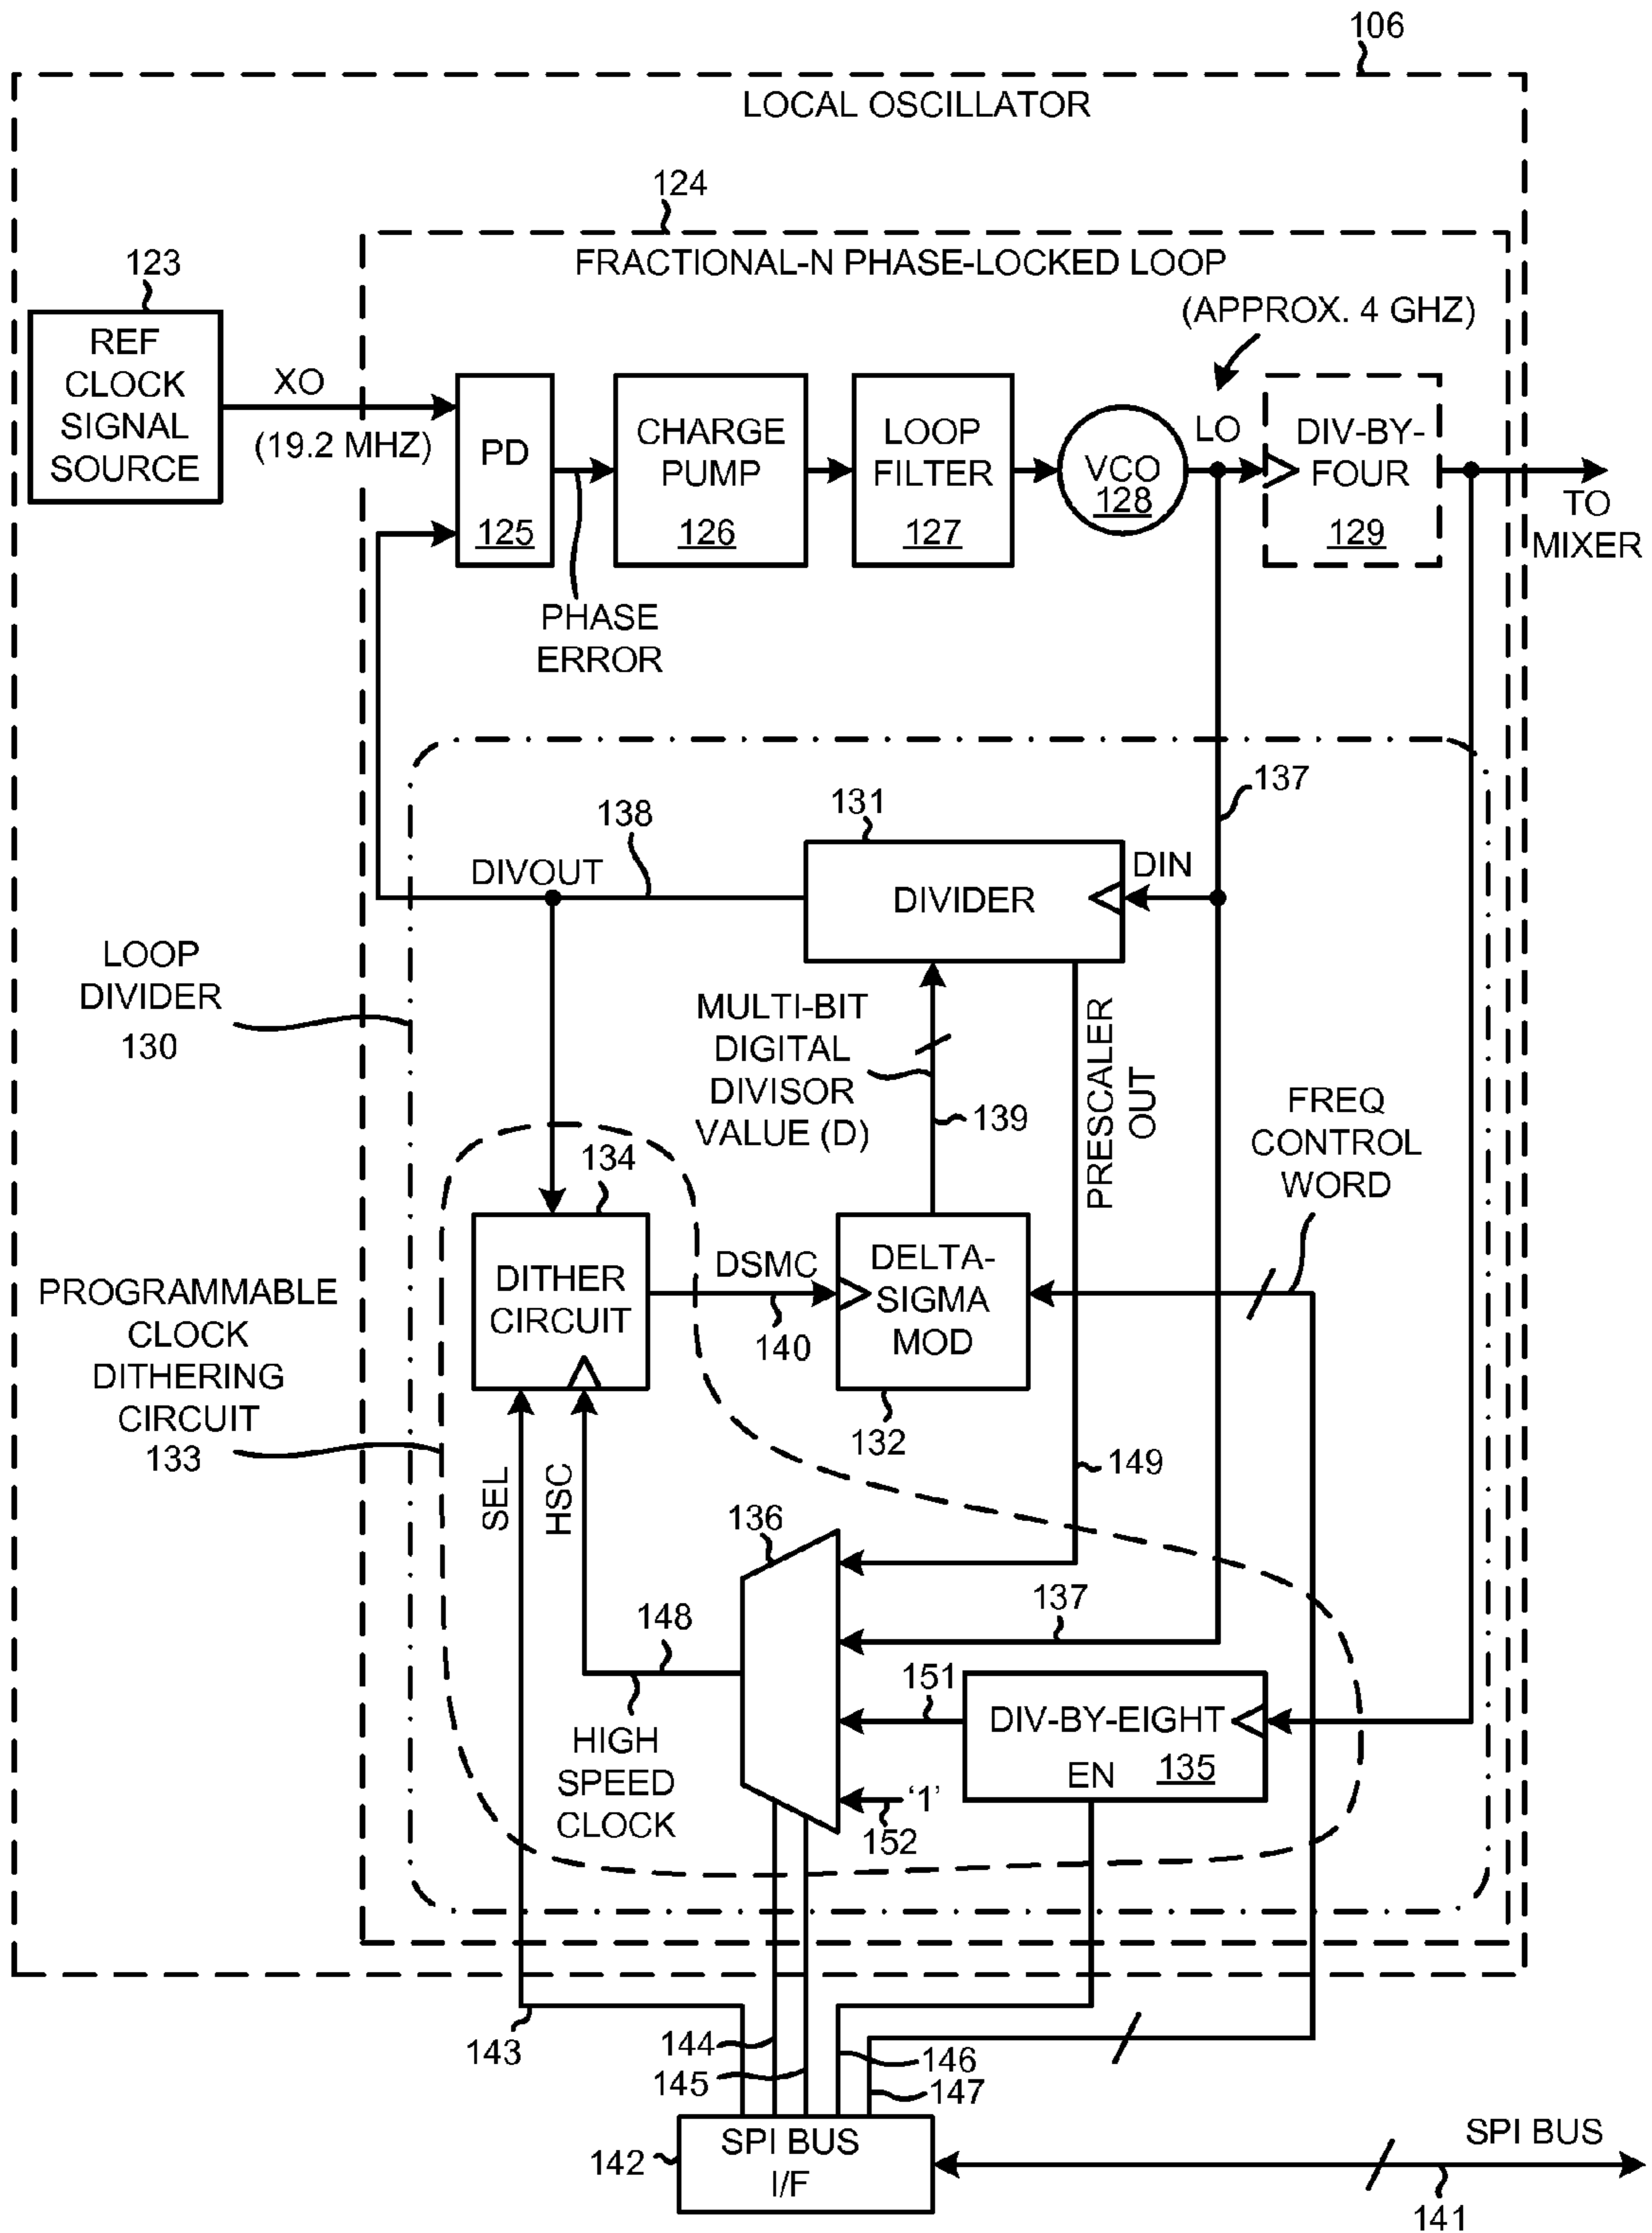 106
LOCAL OSCILLATOR
124
FRACTIONAL-N PHASE-LOCKED LOOP
123
REF
CLOCK
SIGNAL
SOURCE
XO
(19.2 MHZ)
PD
125
CHARGE
PUMP
126
LOOP
FILTER
127
VCO
128
(APPROX. 4 GHZ)
LO
DIV-BY-
FOUR
129
TO
MIXER
PHASE
ERROR
137
131
138
DIVOUT
DIVIDER
DIN
LOOP
DIVIDER
130
MULTI-BIT
DIGITAL
DIVISOR
VALUE (D)
139
PRESCALER
OUT
FREQ
CONTROL
WORD
134
DITHER
CIRCUIT
DSMC
140
DELTA-
SIGMA
MOD
132
PROGRAMMABLE
CLOCK
DITHERING
CIRCUIT
133
149
SEL
HSC
136
137
148
151
DIV-BY-EIGHT
EN
135
HIGH
SPEED
CLOCK
'1'
152
143
144
145
146
147
142
SPI BUS
I/F
SPI BUS
141